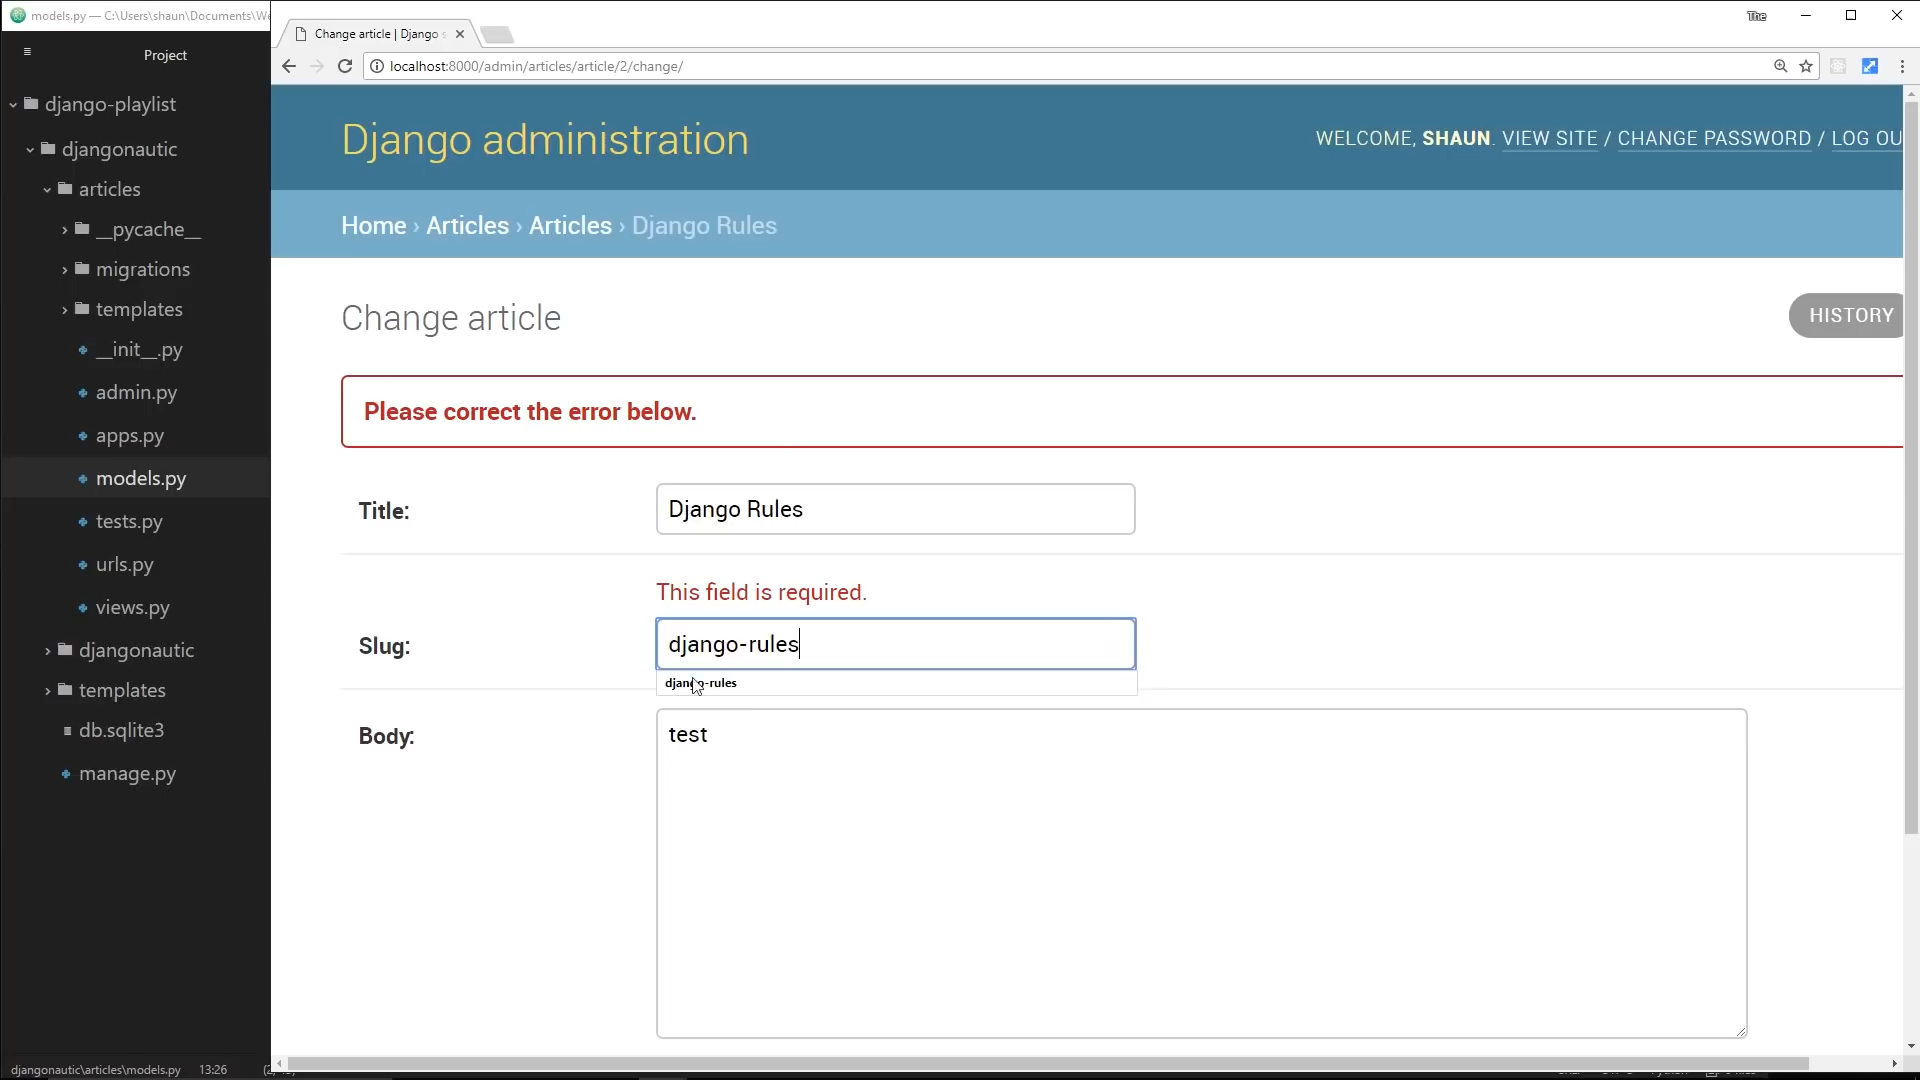 models.py — C:\Users\shaun\Documents\We
Project
django-playlist
djangonautic
articles
__pycache__
migrations
templates
__init__.py
admin.py
apps.py
models.py
tests.py
urls.py
views.py
djangonautic
templates
db.sqlite3
manage.py
djangonautic\articles\models.py 13:26
The
Change article | Django s
localhost:8000/admin/articles/article/2/change/
Django administration
WELCOME, SHAUN. VIEW SITE / CHANGE PASSWORD / LOG OU
Home › Articles › Articles › Django Rules
Change article
HISTORY
Please correct the error below.
Title:
Django Rules
This field is required.
Slug:
django-rules
django-rules
Body:
test